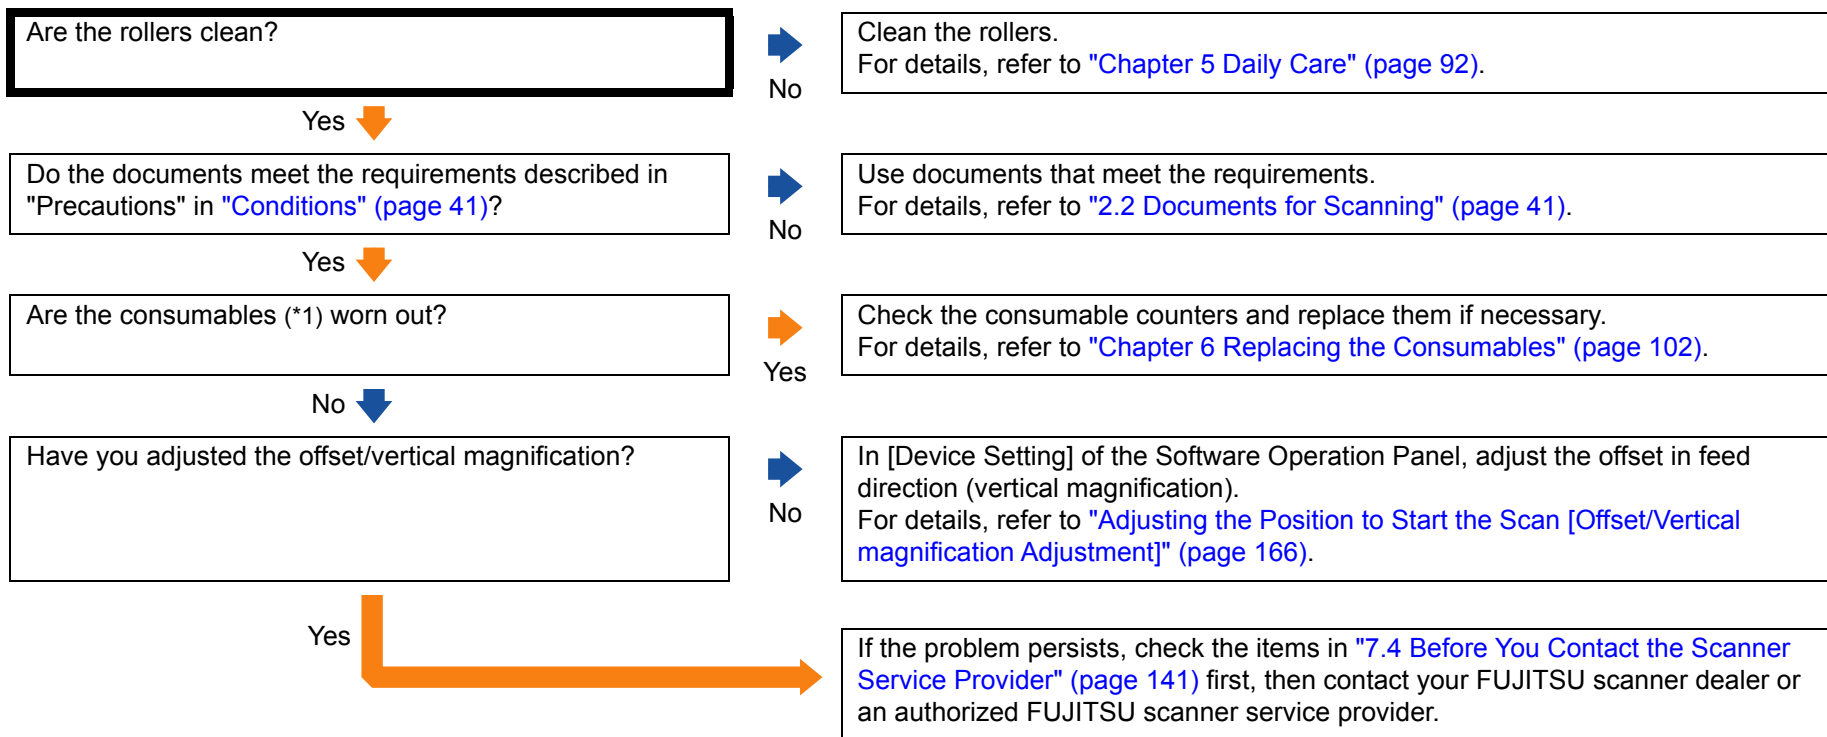 Are the rollers clean?
No
Clean the rollers.
For details, refer to "Chapter 5 Daily Care" (page 92).
Yes
Do the documents meet the requirements described in
"Precautions" in "Conditions" (page 41)?
No
Use documents that meet the requirements.
For details, refer to "2.2 Documents for Scanning" (page 41).
Yes
Are the consumables (*1) worn out?
Yes
Check the consumable counters and replace them if necessary.
For details, refer to "Chapter 6 Replacing the Consumables" (page 102).
No
Have you adjusted the offset/vertical magnification?
No
In [Device Setting] of the Software Operation Panel, adjust the offset in feed
direction (vertical magnification).
For details, refer to "Adjusting the Position to Start the Scan [Offset/Vertical
magnification Adjustment]" (page 166).
Yes
If the problem persists, check the items in "7.4 Before You Contact the Scanner
Service Provider" (page 141) first, then contact your FUJITSU scanner dealer or
an authorized FUJITSU scanner service provider.